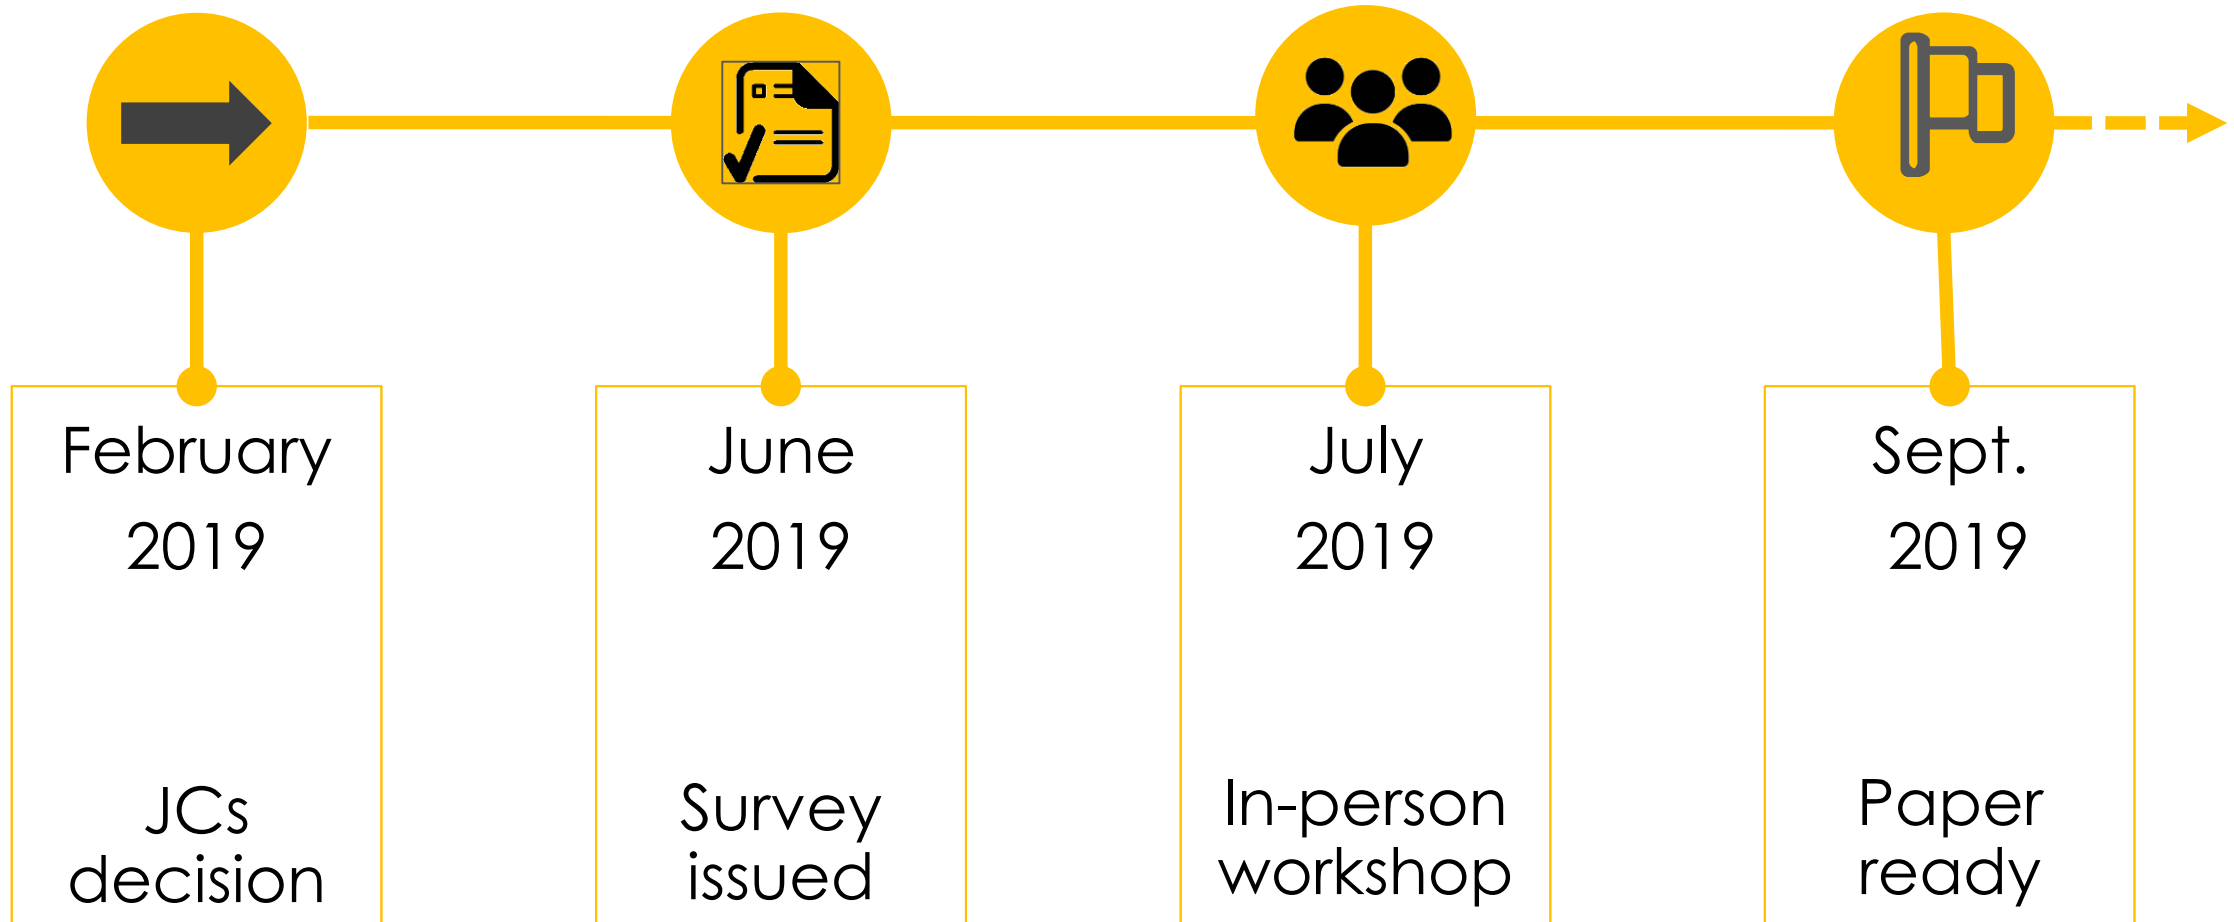 February
2019
JCs
decision
June
2019
Survey
issued
July
2019
In-person
workshop
Sept.
2019
Paper
ready